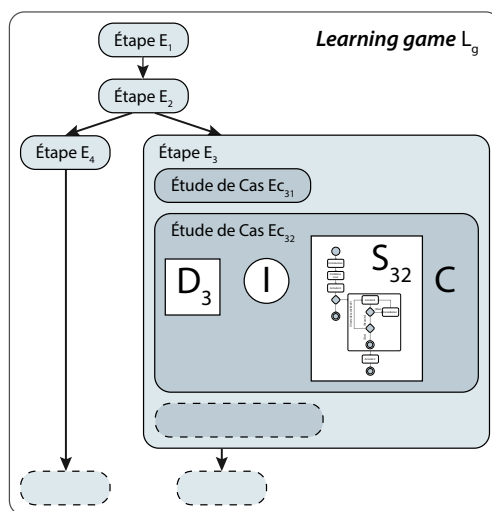 Learning game Lg
Étape E1
Étape E2
Étape E4
Étape E3
Étude de Cas Ec31
Étude de Cas Ec32
D3
I
S32
C